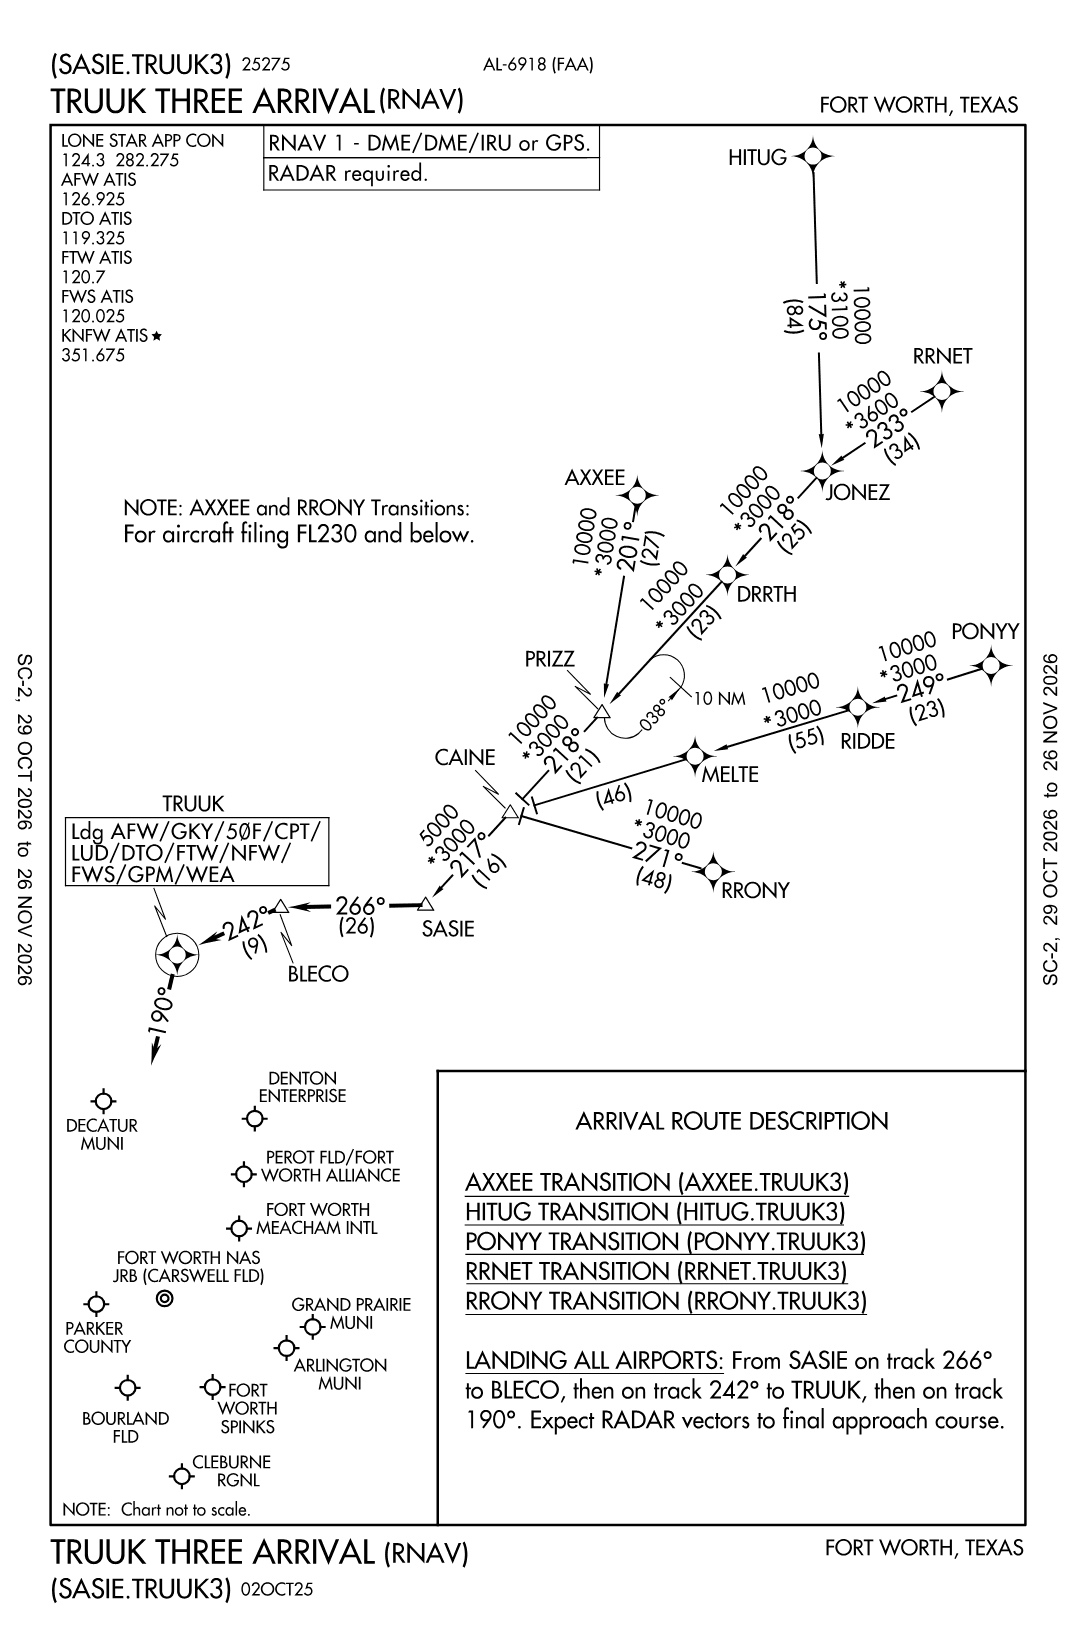 (SASIE.TRUUK3) 25275
AL-6918 (FAA)
TRUUK THREE ARRIVAL (RNAV)
FORT WORTH, TEXAS
LONE STAR APP CON
124.3 282.275
AFW ATIS
126.925
DTO ATIS
119.325
FTW ATIS
120.7
FWS ATIS
120.025
KNFW ATIS ★
351.675
RNAV 1 - DME/DME/IRU or GPS.
RADAR required.
HITUG
10000
*3100
175°
(84)
RRNET
10000
*3600
233°
(34)
JONEZ
AXXEE
10000
*3000
201°
(27)
NOTE: AXXEE and RRONY Transitions:
For aircraft filing FL230 and below.
10000
*3000
218°
(25)
DRRTH
10000
*3000
(23)
PRIZZ
038°
10 NM
PONYY
10000
*3000
249°
(23)
RIDDE
10000
*3000
(55)
MELTE
(46)
10000
*3000
218°
(21)
CAINE
10000
*3000
271°
(48)
RRONY
5000
*3000
217°
(16)
SASIE
266°
(26)
BLECO
242°
(9)
TRUUK
Ldg AFW/GKY/5Ø​F/CPT/
LUD/DTO/FTW/NFW/
FWS/GPM/WEA
190°
SC-2, 29 OCT 2026 to 26 NOV 2026
SC-2, 29 OCT 2026 to 26 NOV 2026
DECATUR
MUNI
DENTON
ENTERPRISE
PEROT FLD/FORT
WORTH ALLIANCE
FORT WORTH
MEACHAM INTL
FORT WORTH NAS
JRB (CARSWELL FLD)
PARKER
COUNTY
GRAND PRAIRIE
MUNI
ARLINGTON
MUNI
BOURLAND
FLD
FORT
WORTH
SPINKS
CLEBURNE
RGNL
NOTE: Chart not to scale.
ARRIVAL ROUTE DESCRIPTION
AXXEE TRANSITION (AXXEE.TRUUK3)
HITUG TRANSITION (HITUG.TRUUK3)
PONYY TRANSITION (PONYY.TRUUK3)
RRNET TRANSITION (RRNET.TRUUK3)
RRONY TRANSITION (RRONY.TRUUK3)
LANDING ALL AIRPORTS: From SASIE on track 266°
to BLECO, then on track 242° to TRUUK, then on track
190°. Expect RADAR vectors to final approach course.
TRUUK THREE ARRIVAL (RNAV)
FORT WORTH, TEXAS
(SASIE.TRUUK3) 02OCT25